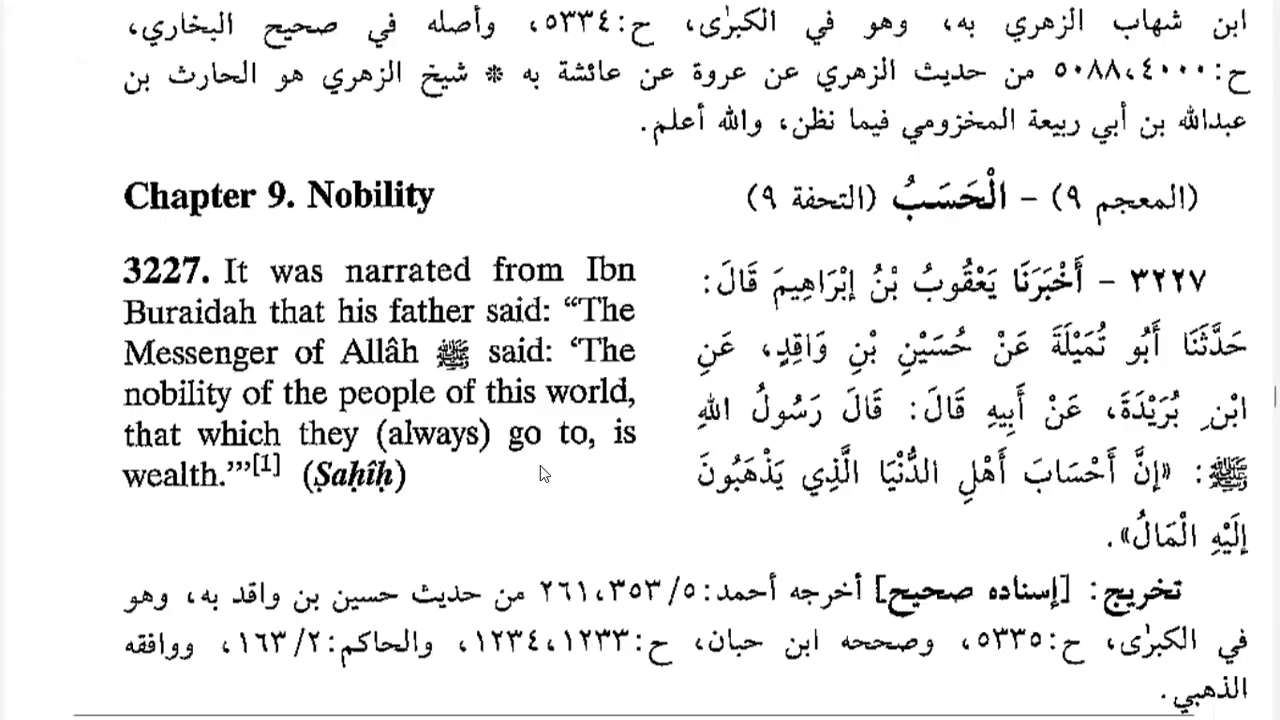 ابن شهاب الزهري به، وهو في الكبرٰى، ح:٥٣٣٤، وأصله في صحيح البخاري،
ح:٥٠٨٨،٤٠٠٠ من حديث الزهري عن عروة عن عائشة به * شيخ الزهري هو الحارث بن
عبدالله بن أبي ربيعة المخزومي فيما نظن، والله أعلم.
Chapter 9. Nobility
(المعجم ٩) - الْحَسَبُ (التحفة ٩)
3227. It was narrated from Ibn
Buraidah that his father said: “The
Messenger of Allâh ﷺ said: ‘The
nobility of the people of this world,
that which they (always) go to, is
wealth.’”[1] (Ṣaḥîḥ)
٣٢٢٧ - أَخْبَرَنَا يَعْقُوبُ بْنُ إِبْرَاهِيمَ قَالَ:
حَدَّثَنَا أَبُو تُمَيْلَةَ عَنْ حُسَيْنِ بْنِ وَاقِدٍ، عَنِ
ابْنِ بُرَيْدَةَ، عَنْ أَبِيهِ قَالَ: قَالَ رَسُولُ اللهِ
ﷺ: «إِنَّ أَحْسَابَ أَهْلِ الدُّنْيَا الَّذِي يَذْهَبُونَ
إِلَيْهِ الْمَالُ».
تخريج: [إسناده صحيح] أخرجه أحمد:٥/ ٢٦١،٣٥٣ من حديث حسين بن واقد به، وهو
في الكبرٰى، ح:٥٣٣٥، وصححه ابن حبان، ح:١٢٣٤،١٢٣٣، والحاكم:٢/ ١٦٣، ووافقه
الذهبي.